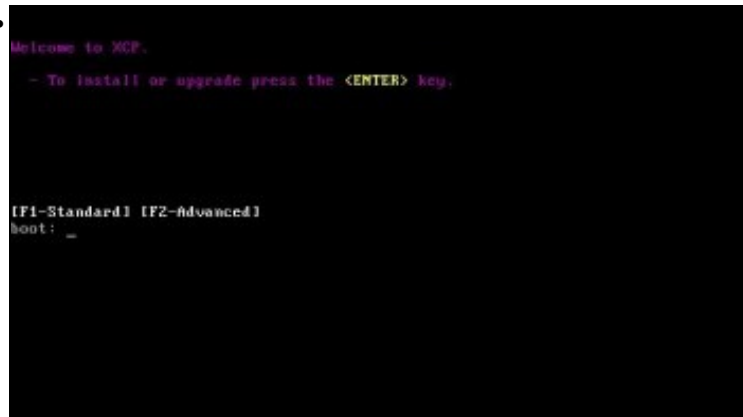 Welcome to XCP.
- To install or upgrade press the <ENTER> key.
[F1-Standard] [F2-Advanced]
boot: _